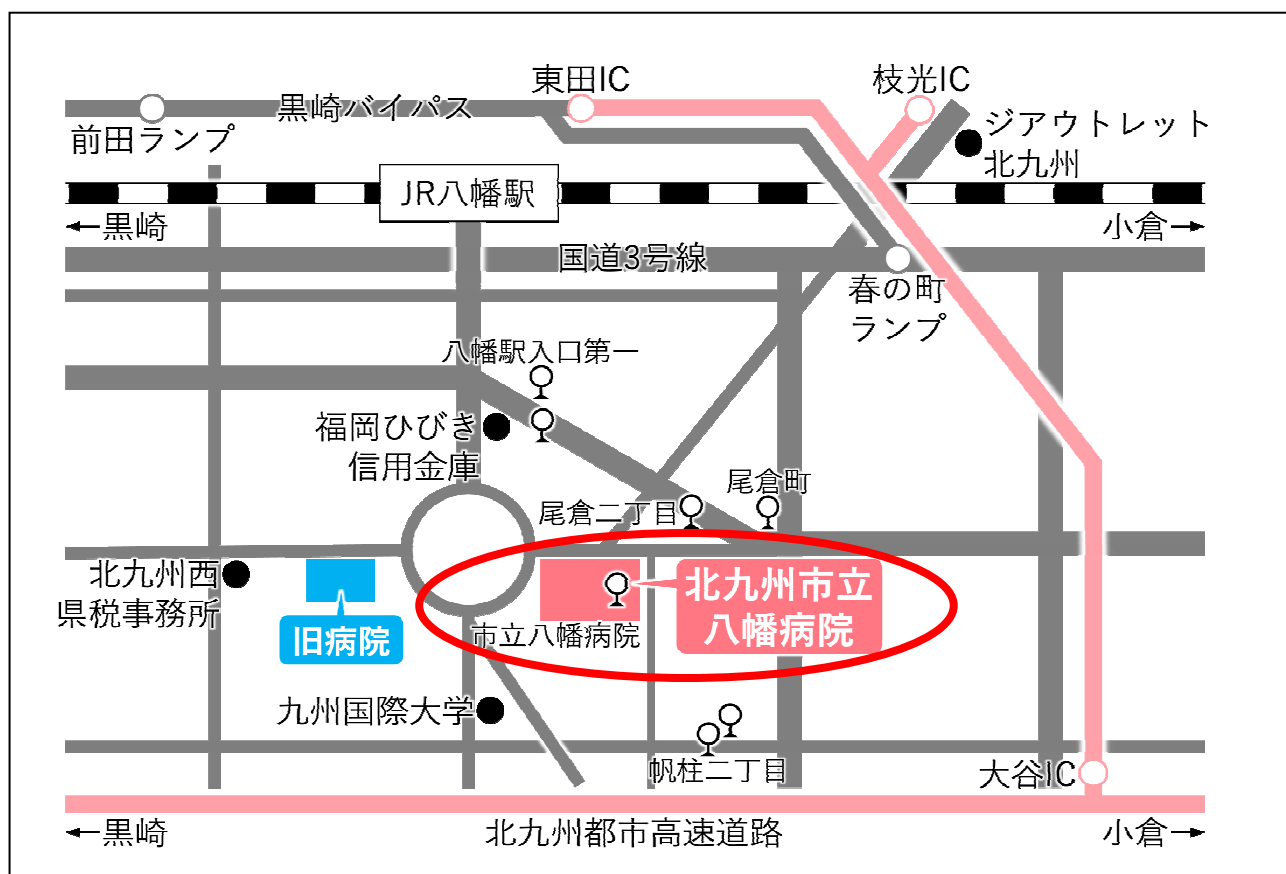 東田IC
枝光IC
黒崎バイパス
前田ランプ
ジアウトレット
北九州
JR八幡駅
←黒崎
小倉→
国道3号線
春の町
ランプ
八幡駅入口第一
福岡ひびき
信用金庫
尾倉町
尾倉二丁目
北九州西
県税事務所
旧病院
北九州市立
八幡病院
市立八幡病院
九州国際大学
帆柱二丁目
大谷IC
←黒崎
北九州都市高速道路
小倉→